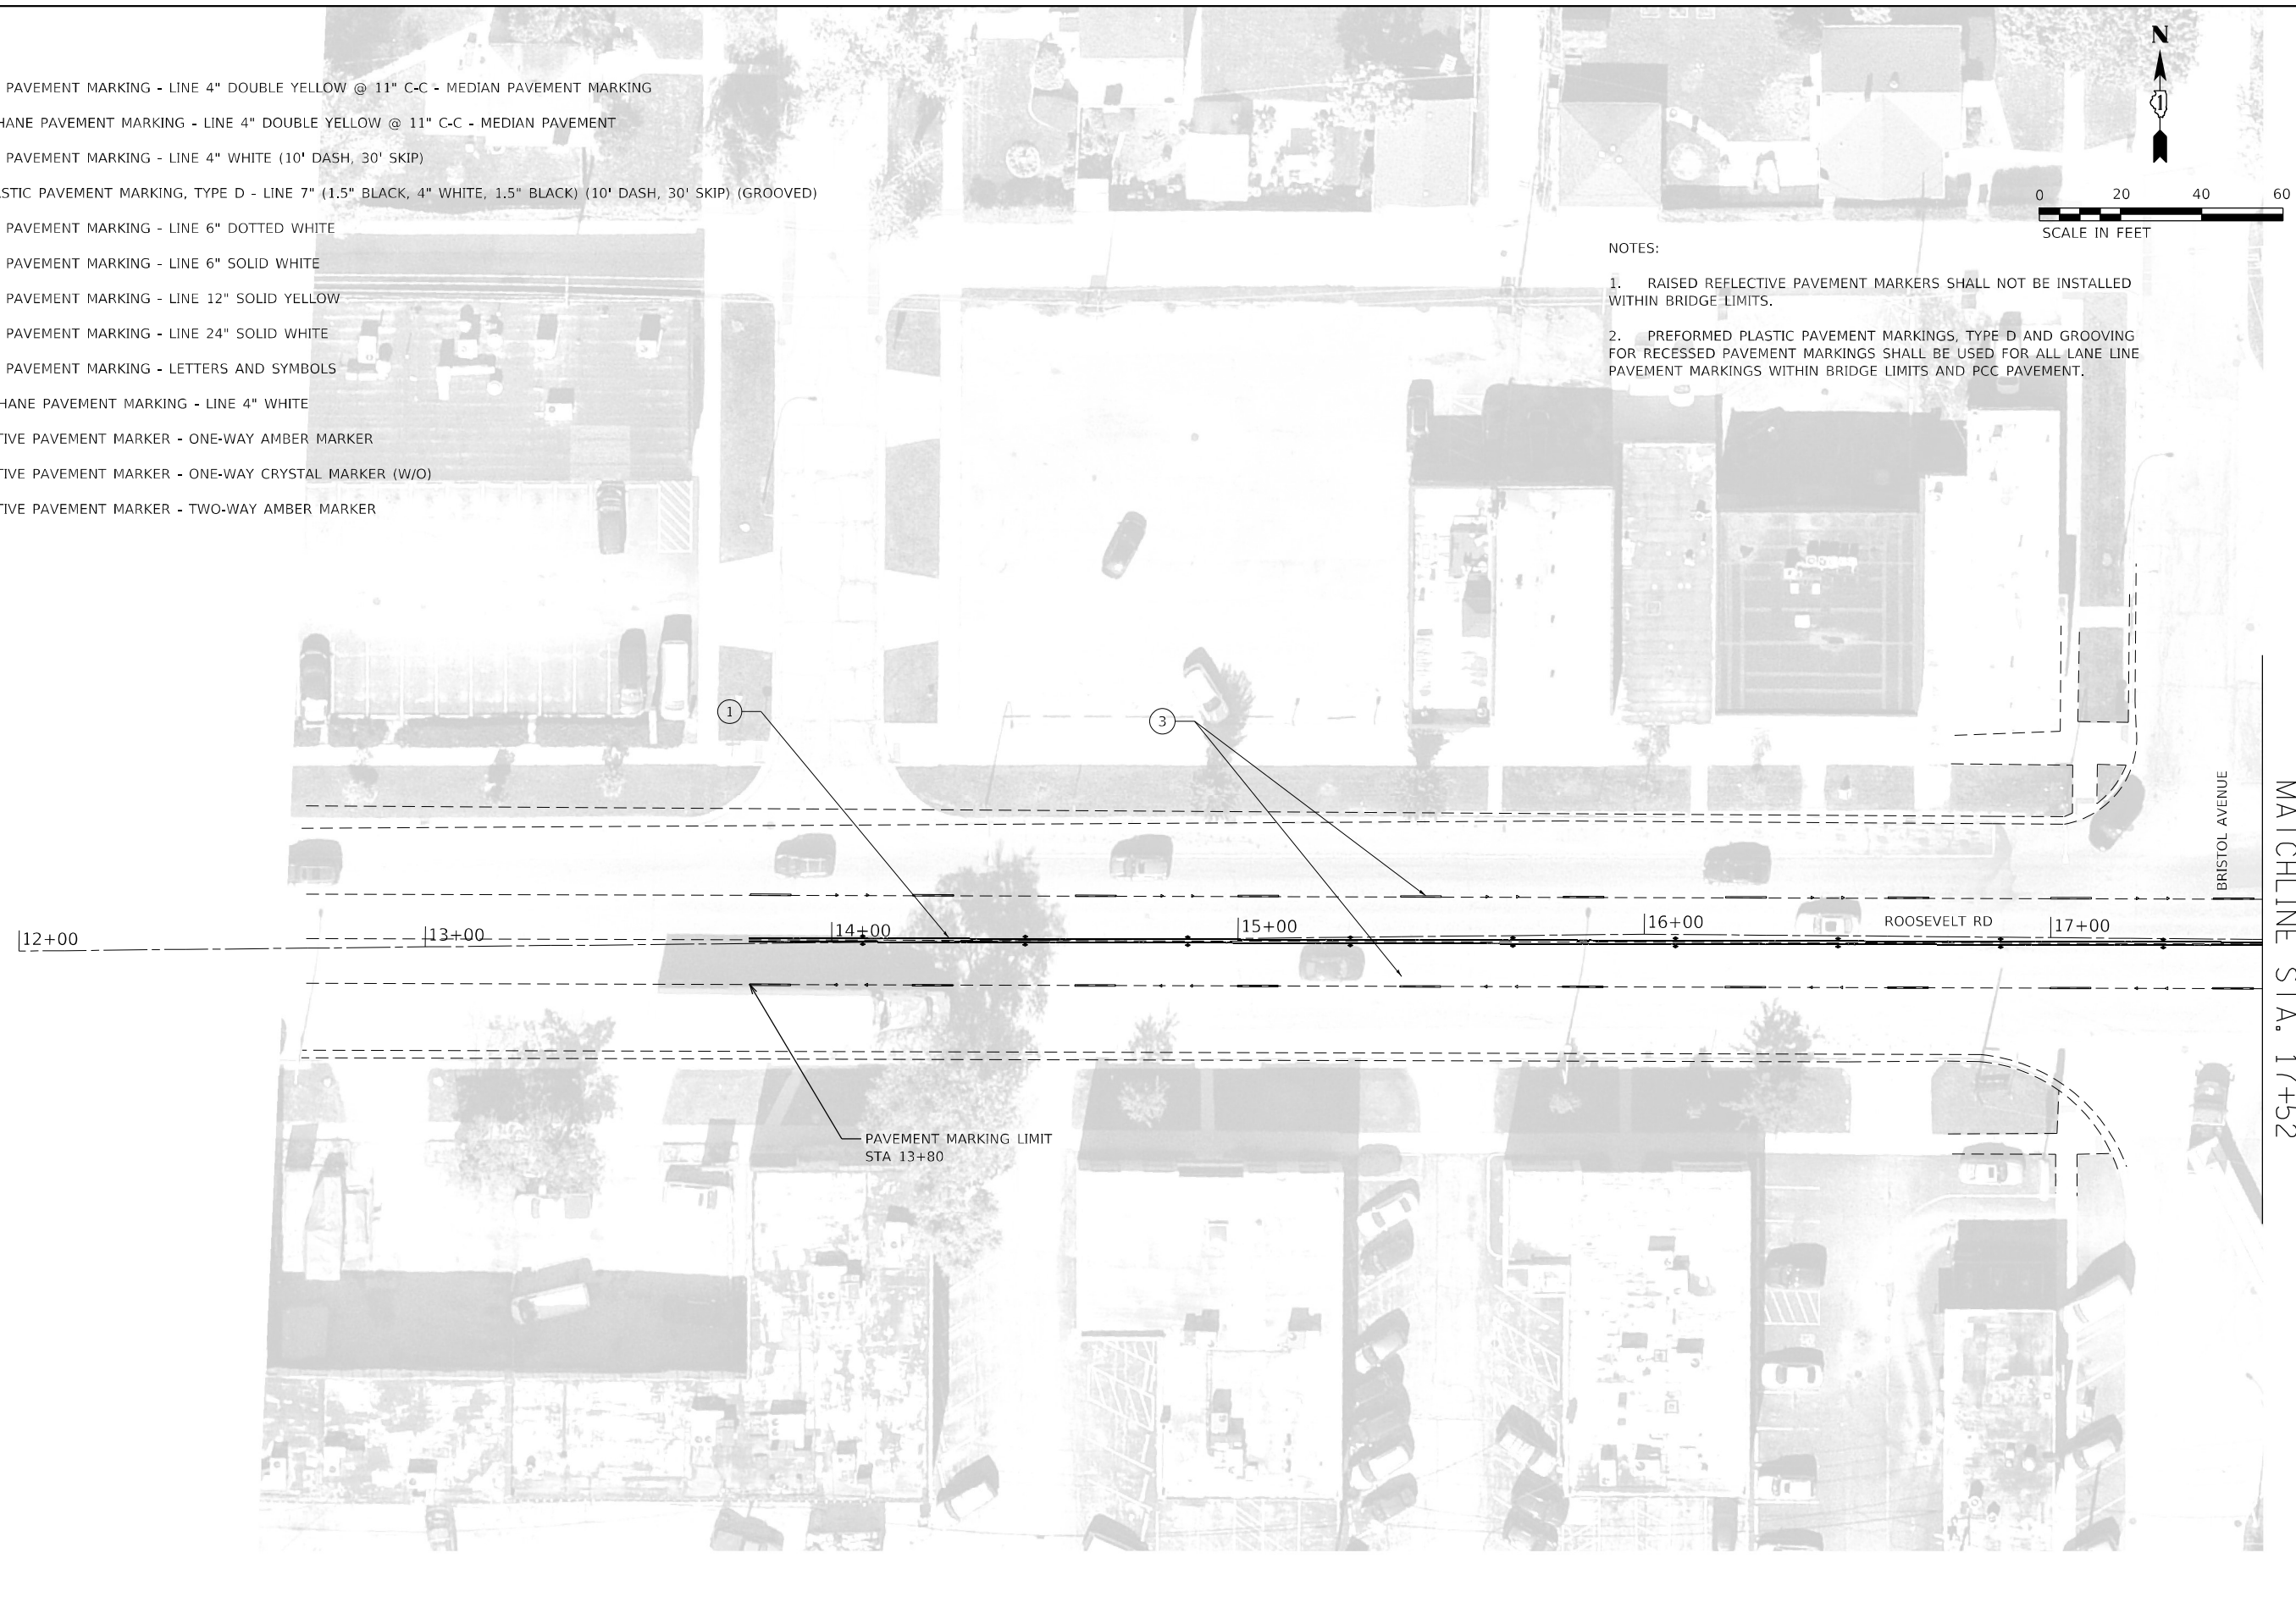 PAVEMENT MARKING - LINE 4" DOUBLE YELLOW @ 11" C-C - MEDIAN PAVEMENT MARKING
HANE PAVEMENT MARKING - LINE 4" DOUBLE YELLOW @ 11" C-C - MEDIAN PAVEMENT
PAVEMENT MARKING - LINE 4" WHITE (10' DASH, 30' SKIP)
STIC PAVEMENT MARKING, TYPE D - LINE 7" (1.5" BLACK, 4" WHITE, 1.5" BLACK) (10' DASH, 30' SKIP) (GROOVED)
PAVEMENT MARKING - LINE 6" DOTTED WHITE
PAVEMENT MARKING - LINE 6" SOLID WHITE
PAVEMENT MARKING - LINE 12" SOLID YELLOW
PAVEMENT MARKING - LINE 24" SOLID WHITE
PAVEMENT MARKING - LETTERS AND SYMBOLS
HANE PAVEMENT MARKING - LINE 4" WHITE
TIVE PAVEMENT MARKER - ONE-WAY AMBER MARKER
TIVE PAVEMENT MARKER - ONE-WAY CRYSTAL MARKER (W/O)
TIVE PAVEMENT MARKER - TWO-WAY AMBER MARKER
N
1
0 20 40 60
SCALE IN FEET
NOTES:
1. RAISED REFLECTIVE PAVEMENT MARKERS SHALL NOT BE INSTALLED
WITHIN BRIDGE LIMITS.
2. PREFORMED PLASTIC PAVEMENT MARKINGS, TYPE D AND GROOVING
FOR RECESSED PAVEMENT MARKINGS SHALL BE USED FOR ALL LANE LINE
PAVEMENT MARKINGS WITHIN BRIDGE LIMITS AND PCC PAVEMENT.
1
3
12+00
13+00
14+00
15+00
16+00
ROOSEVELT RD
17+00
BRISTOL AVENUE
MATCHLINE STA. 17+52
PAVEMENT MARKING LIMIT
STA 13+80